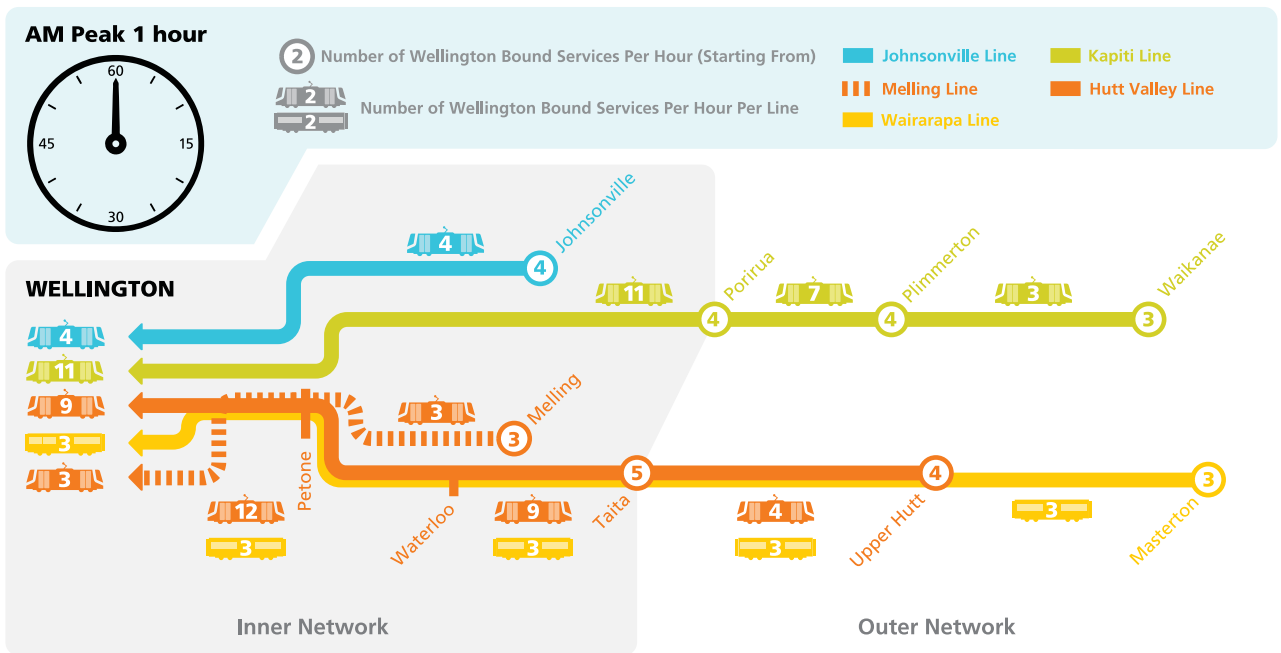 AM Peak 1 hour
60
45
15
30
2 Number of Wellington Bound Services Per Hour (Starting From)
2
2
Number of Wellington Bound Services Per Hour Per Line
Johnsonville Line
Kapiti Line
Melling Line
Hutt Valley Line
Wairarapa Line
WELLINGTON
4
4
Johnsonville
4
11
11
4
Porirua
7
4
Plimmerton
3
3
Waikanae
9
3
3
3
3
Melling
Petone
12
3
Waterloo
9
3
5
Taita
4
3
4
Upper Hutt
3
3
Masterton
Inner Network
Outer Network